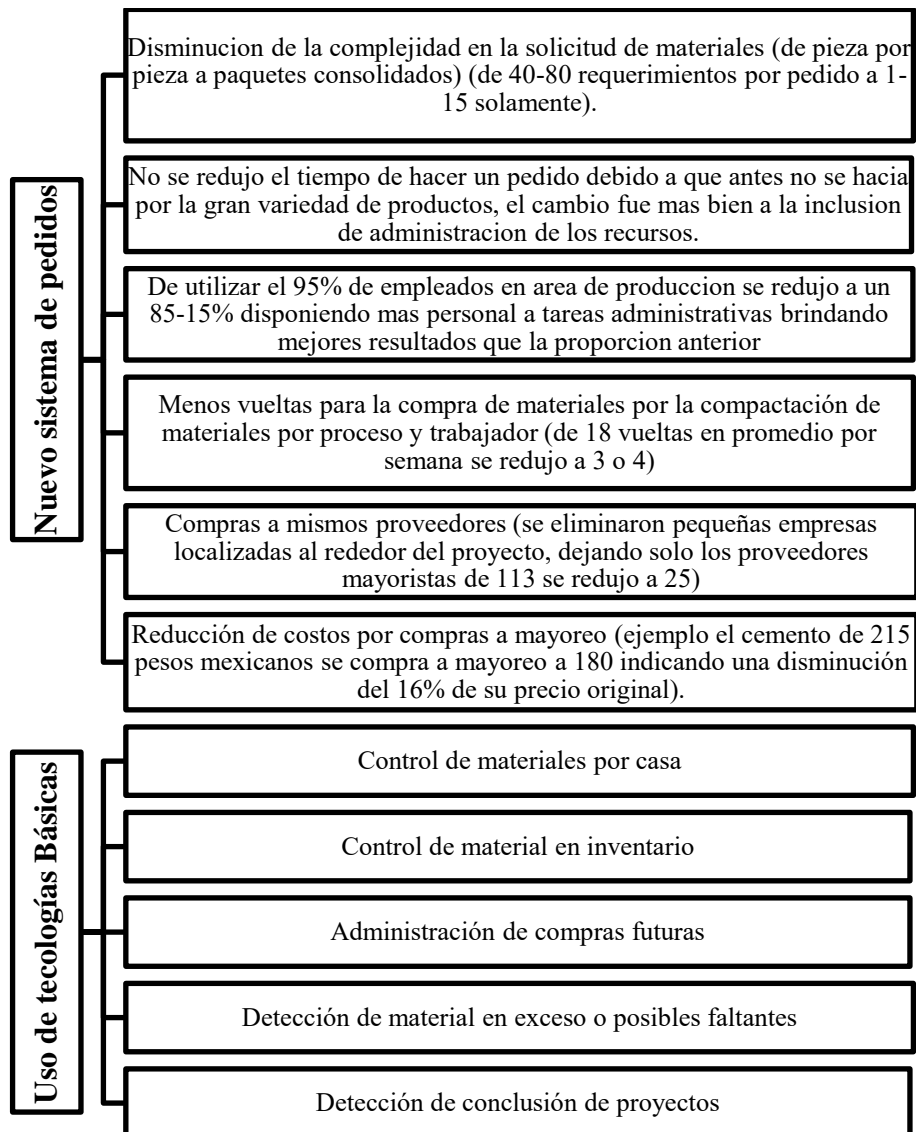 Nuevo sistema de pedidos
Disminucion de la complejidad en la solicitud de materiales (de pieza por
pieza a paquetes consolidados) (de 40-80 requerimientos por pedido a 1-
15 solamente).
No se redujo el tiempo de hacer un pedido debido a que antes no se hacia
por la gran variedad de productos, el cambio fue mas bien a la inclusion
de administracion de los recursos.
De utilizar el 95% de empleados en area de produccion se redujo a un
85-15% disponiendo mas personal a tareas administrativas brindando
mejores resultados que la proporcion anterior
Menos vueltas para la compra de materiales por la compactación de
materiales por proceso y trabajador (de 18 vueltas en promedio por
semana se redujo a 3 o 4)
Compras a mismos proveedores (se eliminaron pequeñas empresas
localizadas al rededor del proyecto, dejando solo los proveedores
mayoristas de 113 se redujo a 25)
Reducción de costos por compras a mayoreo (ejemplo el cemento de 215
pesos mexicanos se compra a mayoreo a 180 indicando una disminución
del 16% de su precio original).
Uso de tecologías Básicas
Control de materiales por casa
Control de material en inventario
Administración de compras futuras
Detección de material en exceso o posibles faltantes
Detección de conclusión de proyectos